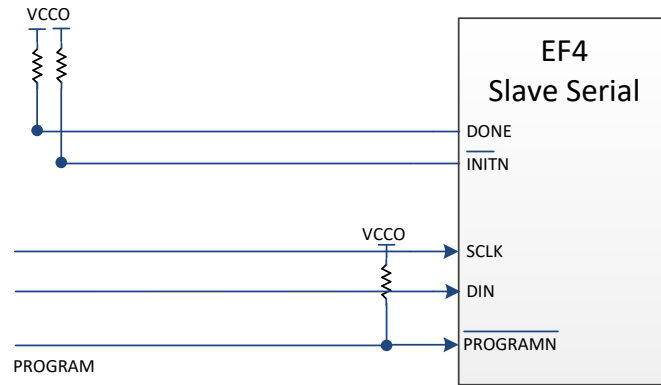 VCCO
EF4
Slave Serial
DONE
INITN
VCCO
SCLK
DIN
PROGRAMN
PROGRAM